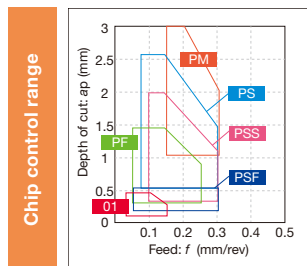 Chip control range
Depth of cut: ap (mm)
3
2.5
2
1.5
1
0.5
0
PM
PS
PSS
PF
PSF
01
0.1 0.2 0.3 0.4 0.5
Feed: f (mm/rev)